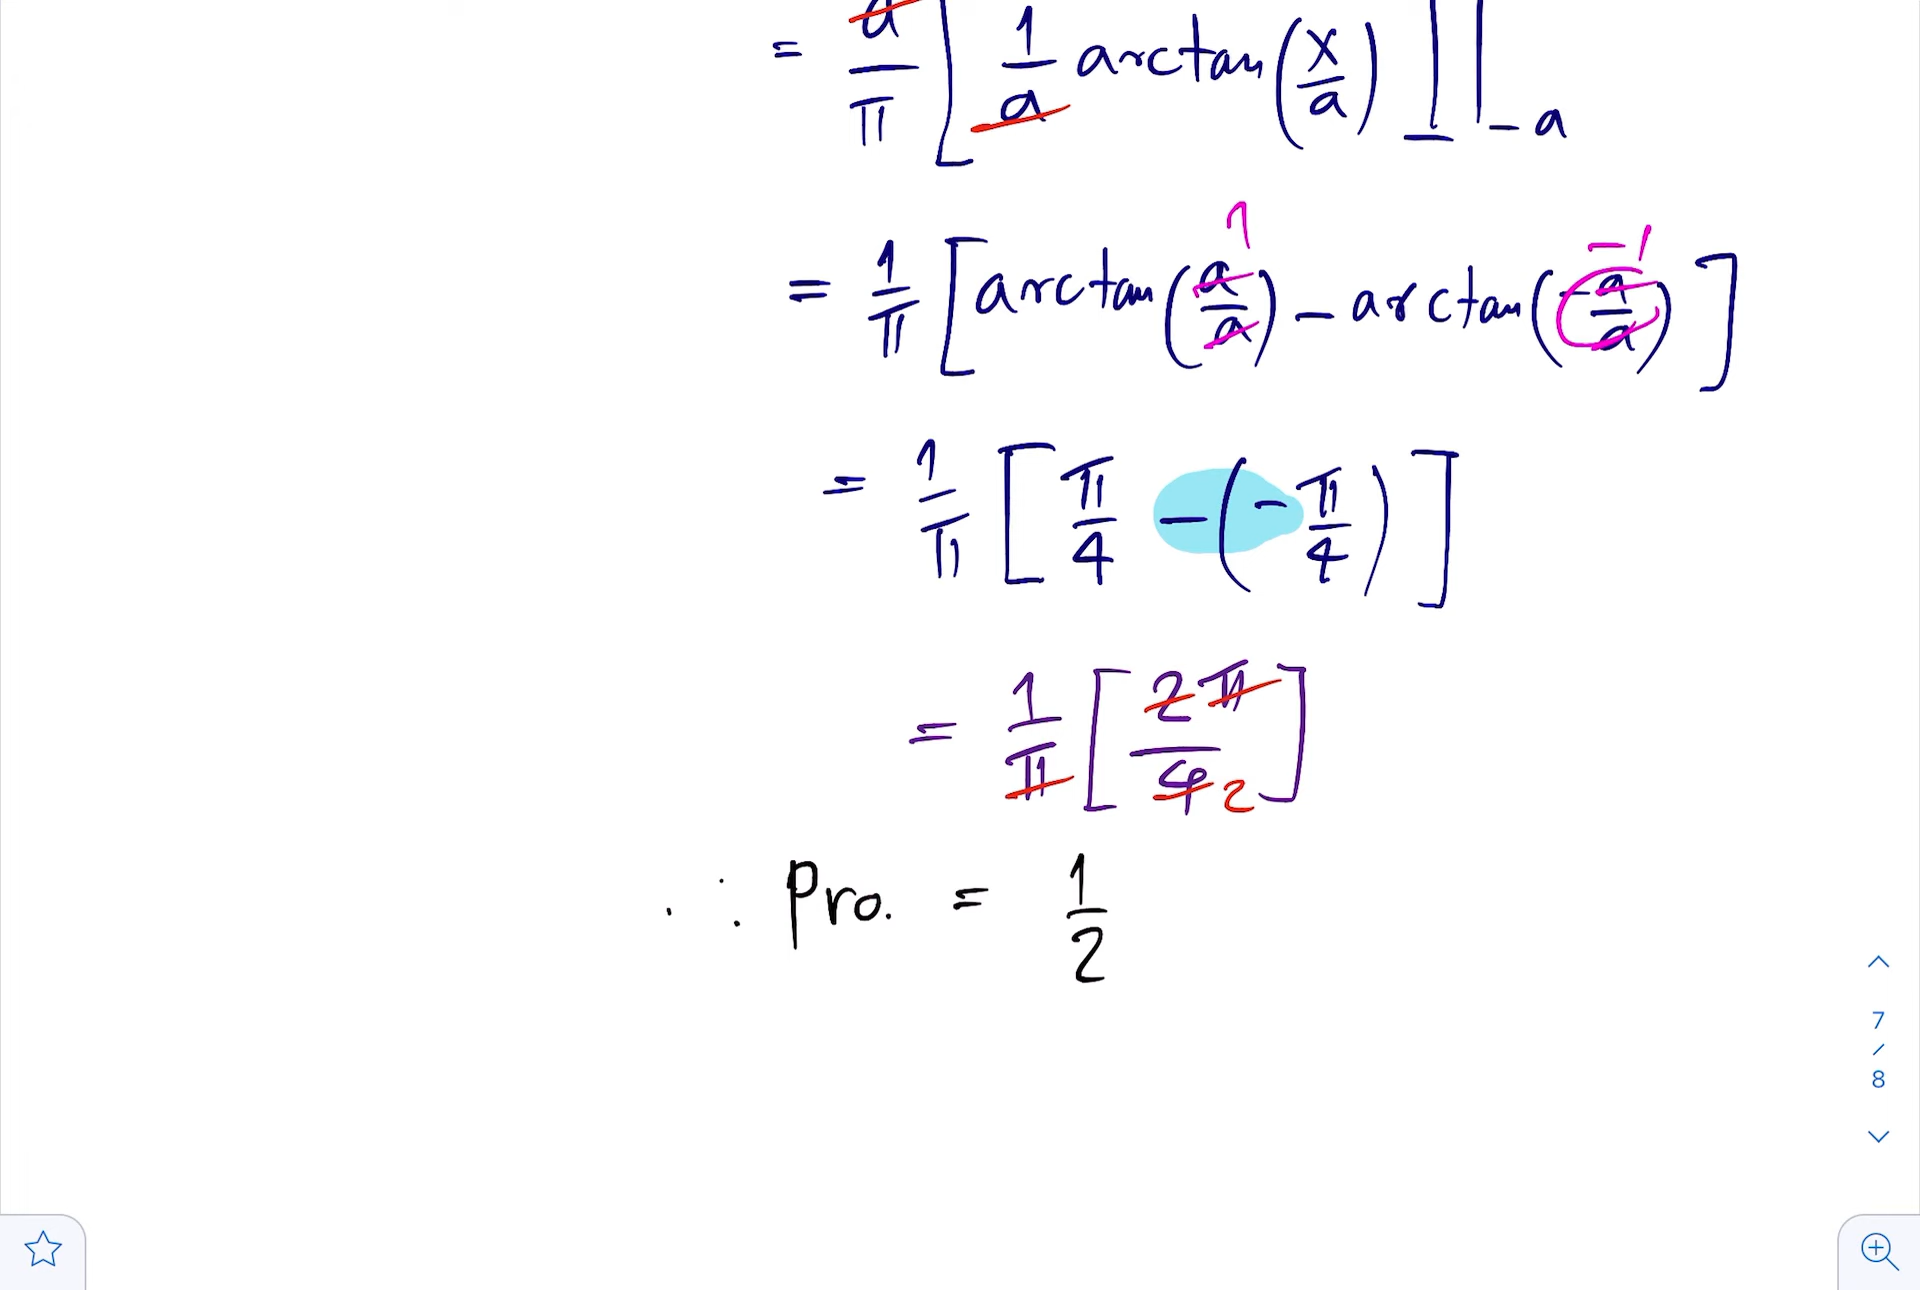 = a/π [ 1/a arctan(x/a) ] |_-a
= 1/π [ arctan(a/a) 1 - arctan(-a/a) -1 ]
= 1/π [ π/4 - (-π/4) ]
= 1/π [ 2π/4 2 ]
∴ Pro. = 1/2
7
/
8